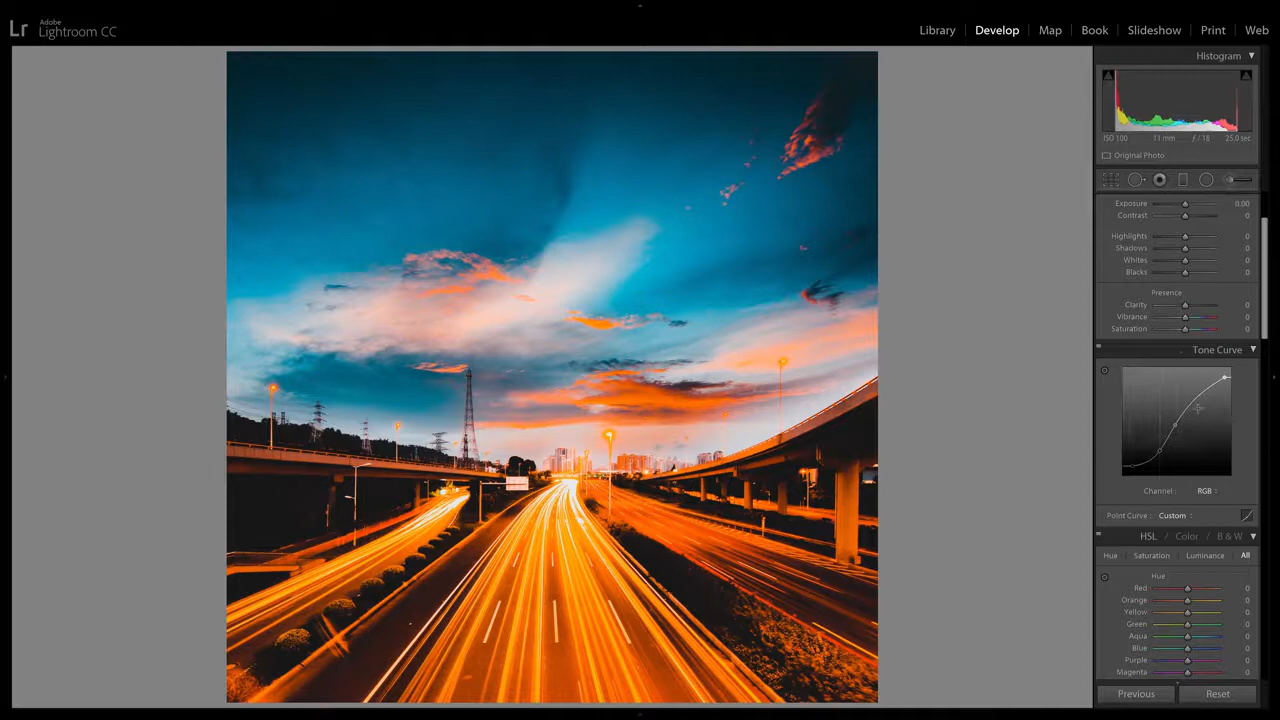 Lr Adobe Lightroom CC
Library Develop Map Book Slideshow Print Web
Histogram
ISO 100 11 mm ƒ / 18 25.0 sec
Original Photo
Exposure 0.00
Contrast 0
Highlights 0
Shadows 0
Whites 0
Blacks 0
Presence
Clarity 0
Vibrance 0
Saturation 0
Tone Curve
Channel : RGB
Point Curve : Custom
HSL / Color / B & W
Hue Saturation Luminance All
Hue
Red 0
Orange 0
Yellow 0
Green 0
Aqua 0
Blue 0
Purple 0
Magenta 0
Previous Reset